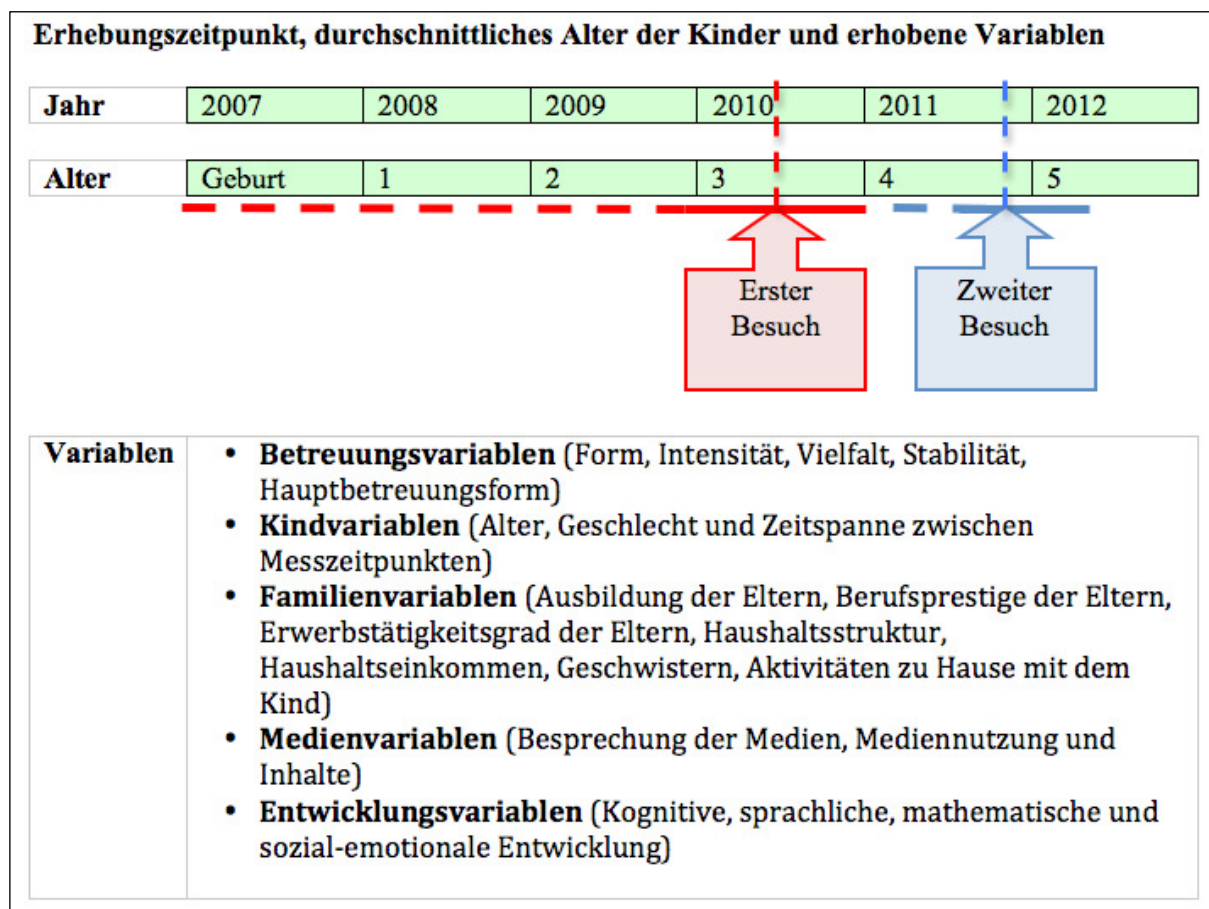 Erhebungszeitpunkt, durchschnittliches Alter der Kinder und erhobene Variablen
Jahr 2007 2008 2009 2010 2011 2012
Alter Geburt 1 2 3 4 5
Erster
Besuch
Zweiter
Besuch
Variablen
• Betreuungsvariablen (Form, Intensität, Vielfalt, Stabilität,
Hauptbetreuungsform)
• Kindvariablen (Alter, Geschlecht und Zeitspanne zwischen
Messzeitpunkten)
• Familienvariablen (Ausbildung der Eltern, Berufsprestige der Eltern,
Erwerbstätigkeitsgrad der Eltern, Haushaltsstruktur,
Haushaltseinkommen, Geschwistern, Aktivitäten zu Hause mit dem
Kind)
• Medienvariablen (Besprechung der Medien, Mediennutzung und
Inhalte)
• Entwicklungsvariablen (Kognitive, sprachliche, mathematische und
sozial-emotionale Entwicklung)